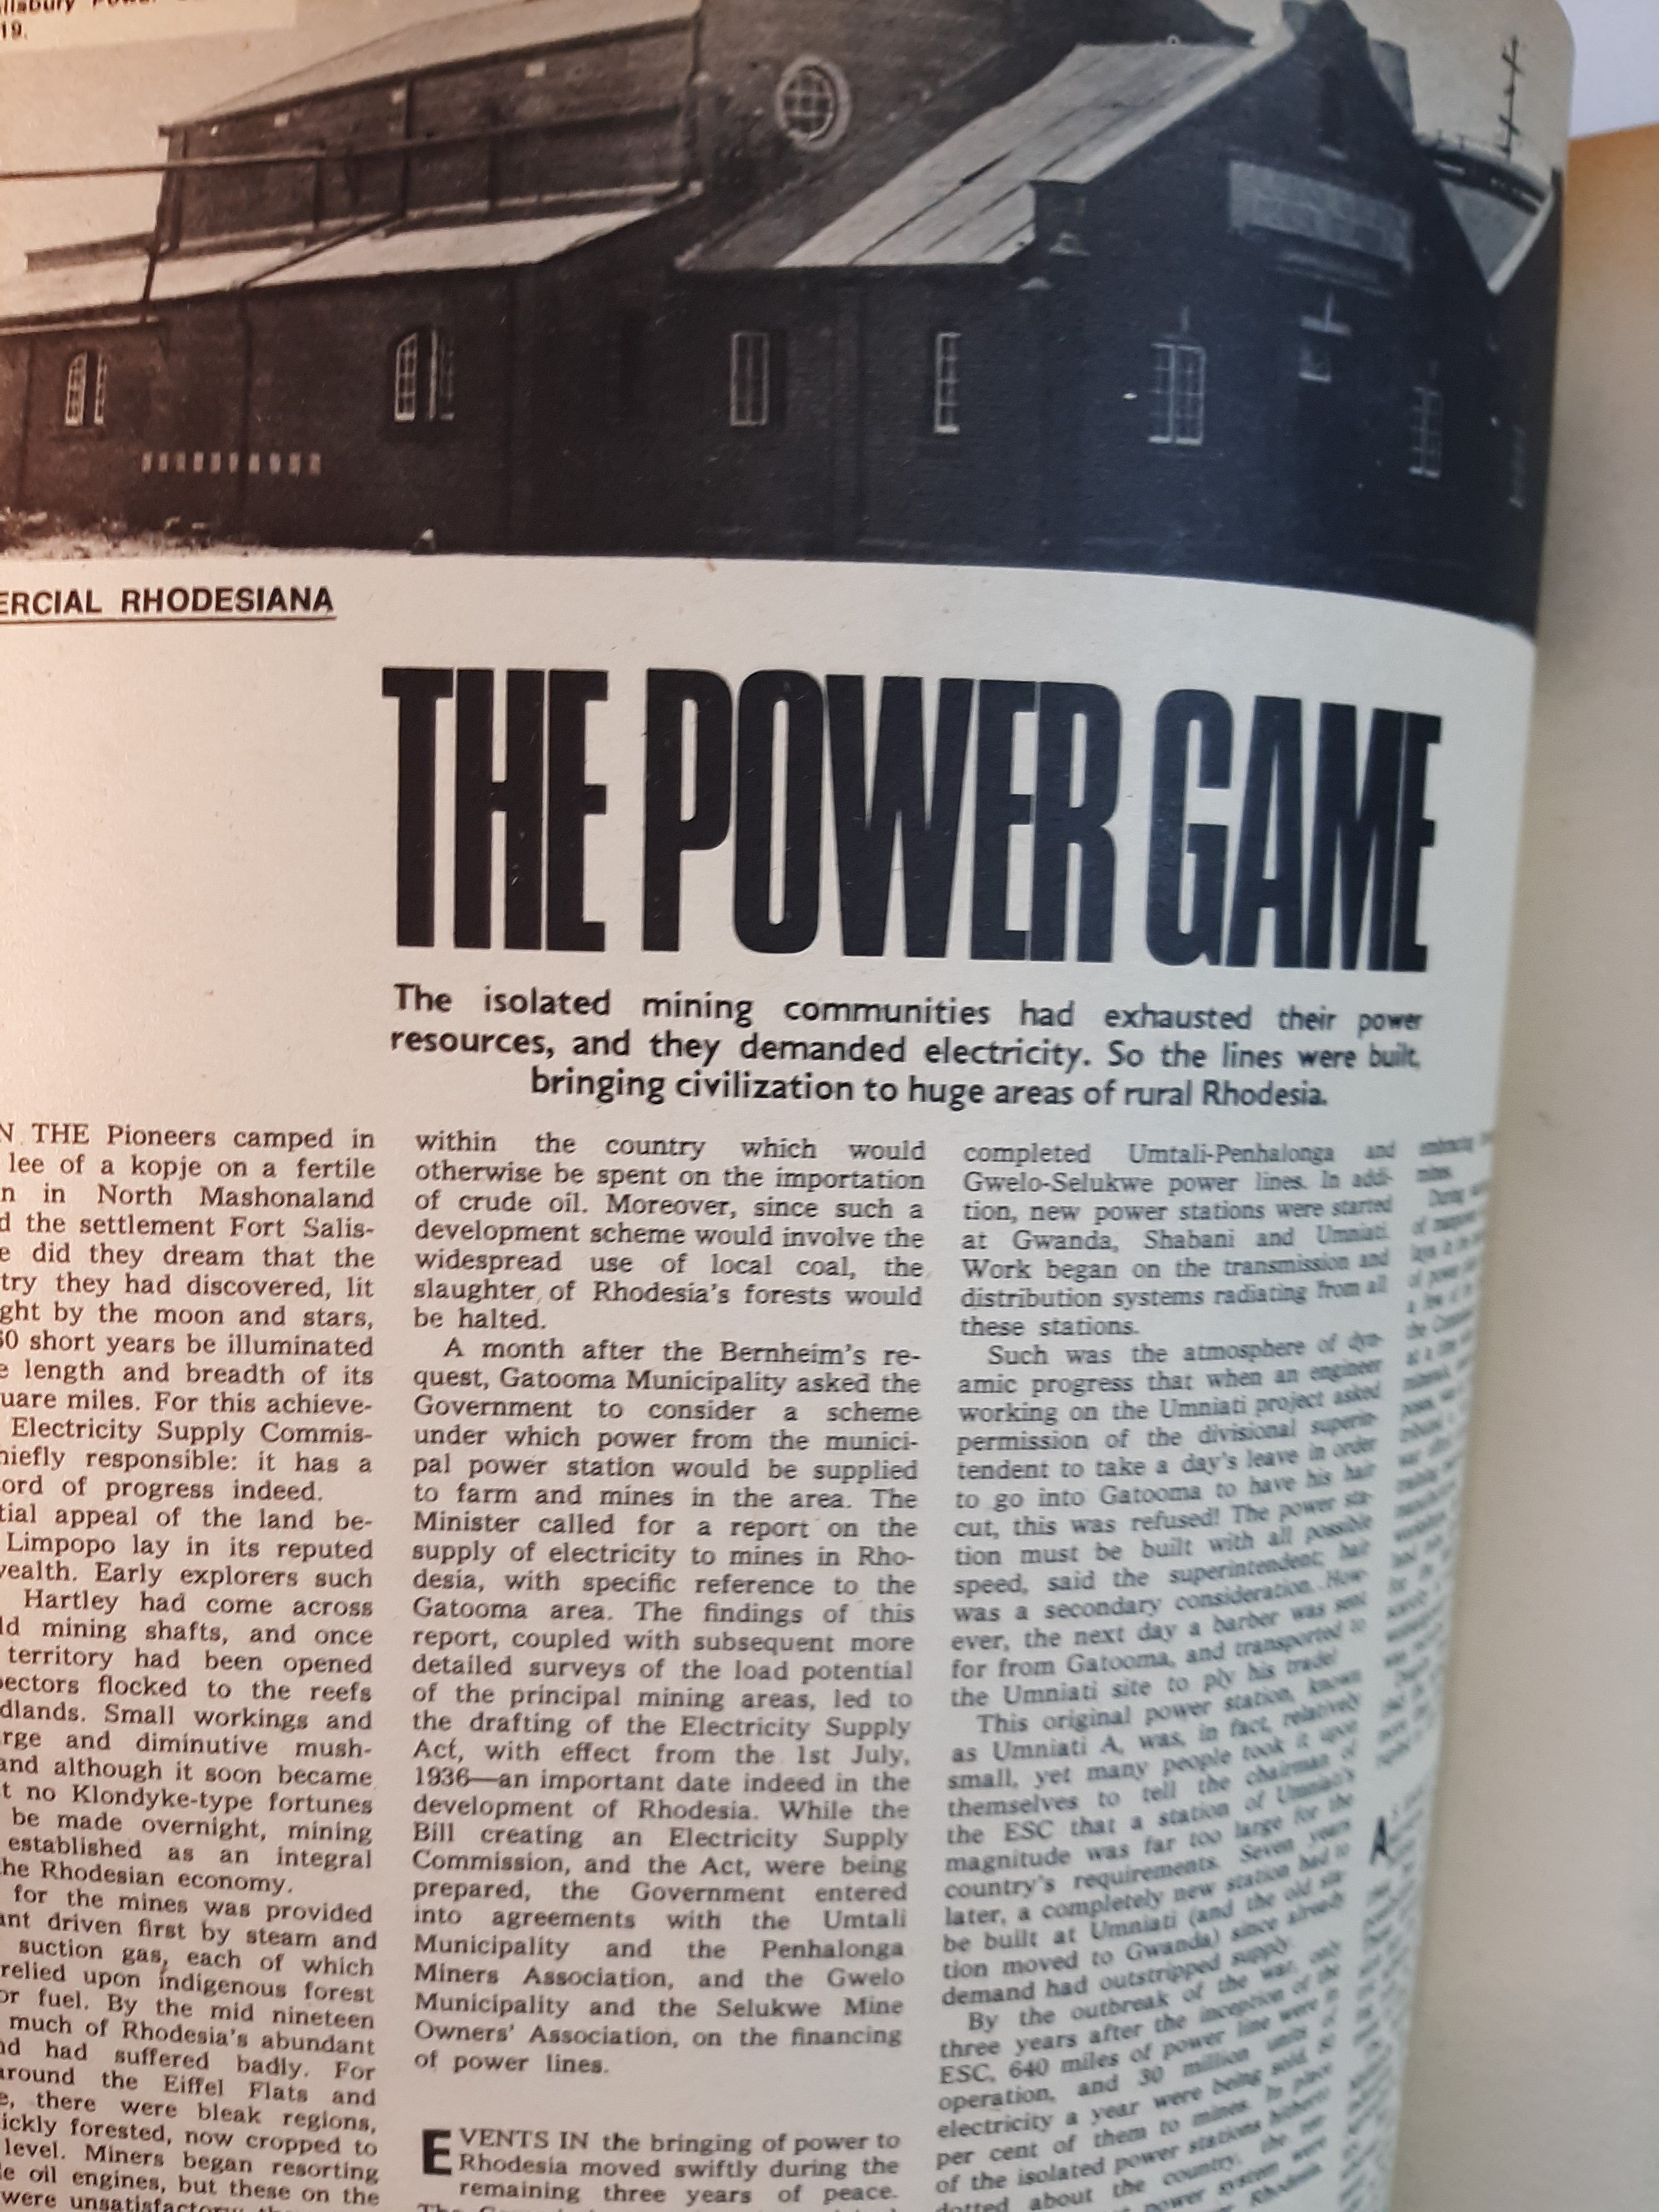 19.
ERCIAL RHODESIANA
THE POWER GAME
The isolated mining communities had exhausted their power
resources, and they demanded electricity. So the lines were built,
bringing civilization to huge areas of rural Rhodesia.
N THE Pioneers camped in
lee of a kopje on a fertile
n in North Mashonaland
d the settlement Fort Salis-
e did they dream that the
try they had discovered, lit
ght by the moon and stars,
60 short years be illuminated
e length and breadth of its
uare miles. For this achieve-
Electricity Supply Commis-
hiefly responsible: it has a
ord of progress indeed.
tial appeal of the land be-
Limpopo lay in its reputed
wealth. Early explorers such
Hartley had come across
ld mining shafts, and once
territory had been opened
pectors flocked to the reefs
dlands. Small workings and
rge and diminutive mush-
and although it soon became
t no Klondyke-type fortunes
be made overnight, mining
established as an integral
he Rhodesian economy.
for the mines was provided
ant driven first by steam and
suction gas, each of which
relied upon indigenous forest
or fuel. By the mid nineteen
much of Rhodesia's abundant
nd had suffered badly. For
around the Eiffel Flats and
e, there were bleak regions,
ickly forested, now cropped to
level. Miners began resorting
le oil engines, but these on the
were unsatisfactory
within the country which would
otherwise be spent on the importation
of crude oil. Moreover, since such a
development scheme would involve the
widespread use of local coal, the
slaughter of Rhodesia's forests would
be halted.
A month after the Bernheim's re-
quest, Gatooma Municipality asked the
Government to consider a scheme
under which power from the munici-
pal power station would be supplied
to farm and mines in the area. The
Minister called for a report on the
supply of electricity to mines in Rho-
desia, with specific reference to the
Gatooma area. The findings of this
report, coupled with subsequent more
detailed surveys of the load potential
of the principal mining areas, led to
the drafting of the Electricity Supply
Act, with effect from the 1st July,
1936—an important date indeed in the
development of Rhodesia. While the
Bill creating an Electricity Supply
Commission, and the Act, were being
prepared, the Government entered
into agreements with the Umtali
Municipality and the Penhalonga
Miners Association, and the Gwelo
Municipality and the Selukwe Mine
Owners' Association, on the financing
of power lines.
EVENTS IN the bringing of power to
Rhodesia moved swiftly during the
remaining three years of peace.
completed Umtali-Penhalonga and
Gwelo-Selukwe power lines. In addi-
tion, new power stations were started
at Gwanda, Shabani and Umniati.
Work began on the transmission and
distribution systems radiating from all
these stations.
Such was the atmosphere of dyn-
amic progress that when an engineer
working on the Umniati project asked
permission of the divisional superin-
tendent to take a day's leave in order
to go into Gatooma to have his hair
cut, this was refused! The power sta-
tion must be built with all possible
speed, said the superintendent; hair
was a secondary consideration. How-
ever, the next day a barber was sent
for from Gatooma, and transported to
the Umniati site to ply his trade!
This original power station, known
as Umniati A, was, in fact, relatively
small, yet many people took it upon
themselves to tell the chairman of
the ESC that a station of Umniati's
magnitude was far too large for the
country's requirements. Seven years
later, a completely new station had to
be built at Umniati (and the old sta-
tion moved to Gwanda) since already
demand had outstripped supply.
By the outbreak of the war, only
three years after the inception of the
ESC, 640 miles of power line were in
operation, and 30 million units of
electricity a year were being sold, 80
per cent of them to mines. In place
of the isolated power stations hitherto
dotted about the country, the
power system were
Rhodesia
embracing
mines.
During
A